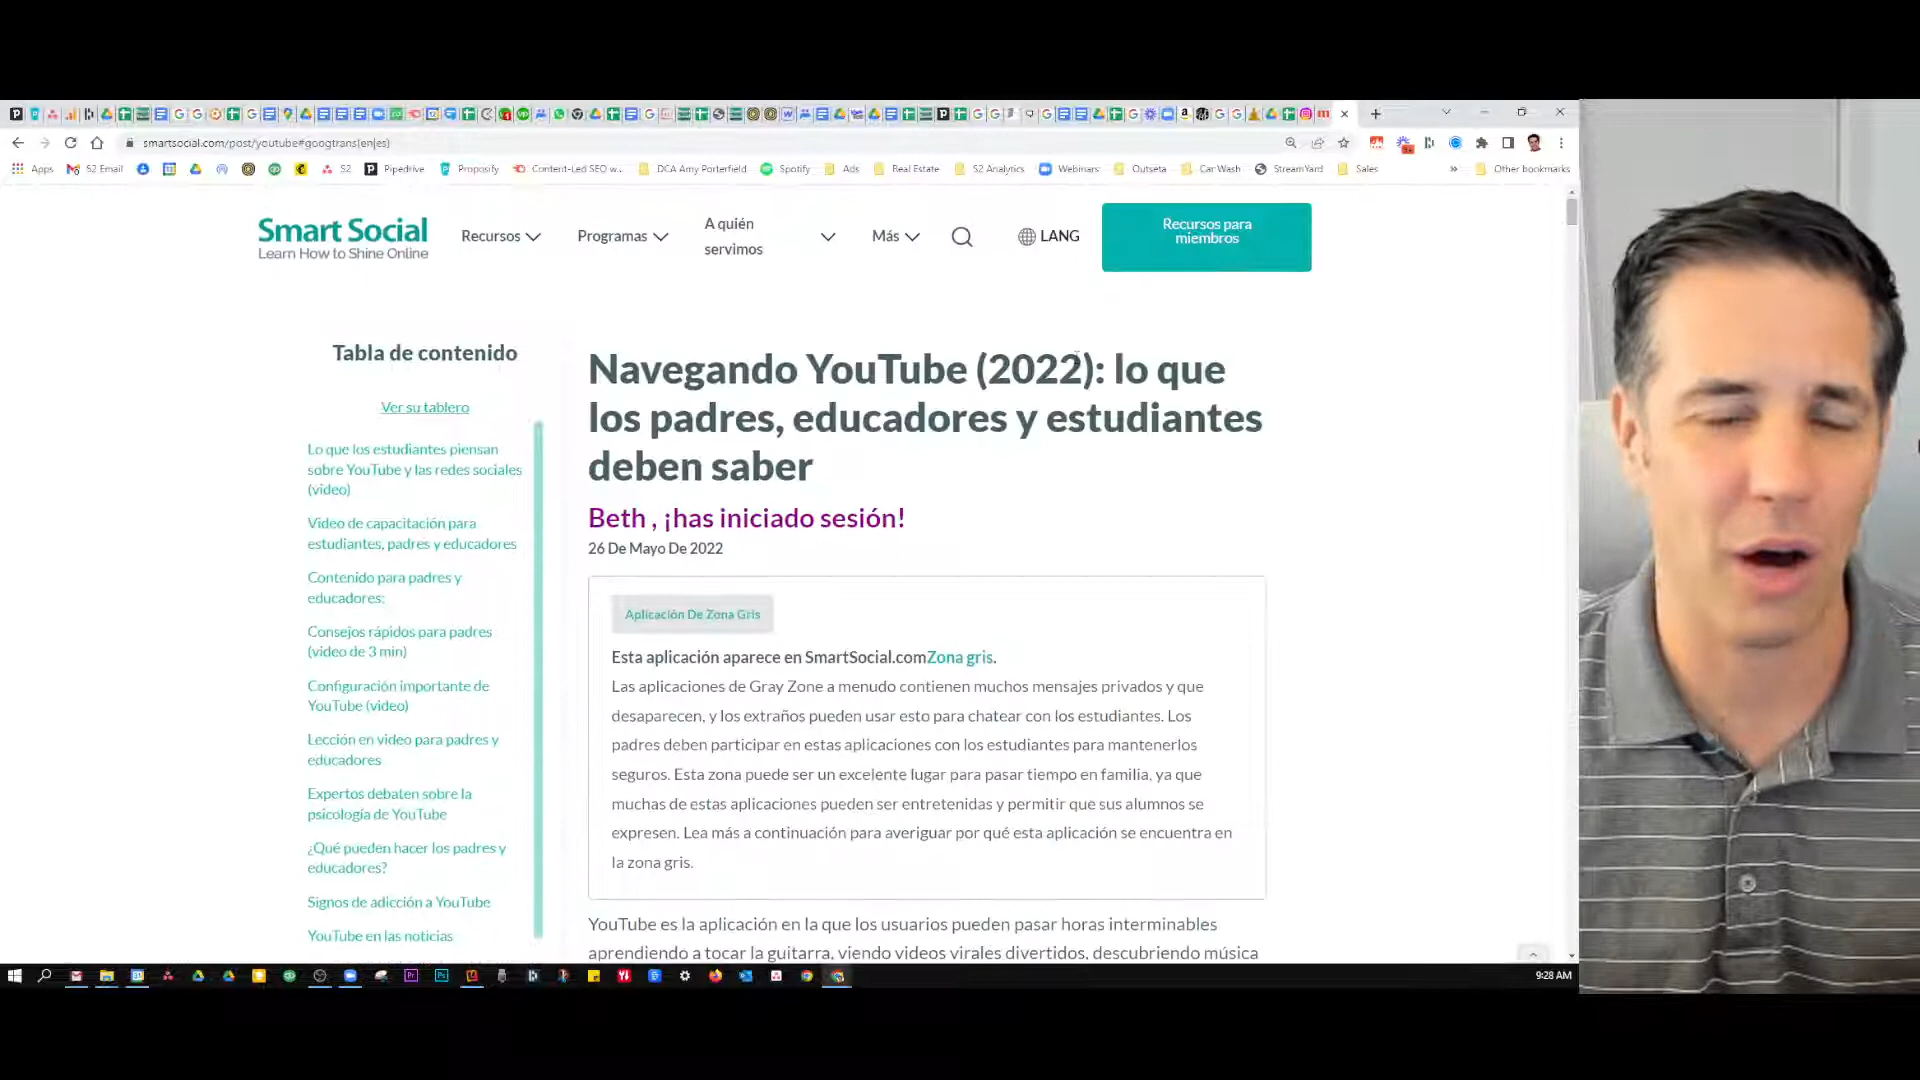 smartsocial.com/post/youtube#googtrans(en|es)
Apps
S2 Email
S2
Pipedrive
Proposify
Content-Led SEO w...
DCA Amy Porterfield
Spotify
Ads
Real Estate
S2 Analytics
Webinars
Outseta
Car Wash
StreamYard
Sales
»
Other bookmarks
Smart Social
Learn How to Shine Online
Recursos
Programas
A quién
servimos
Más
LANG
Recursos para
miembros
Tabla de contenido
Ver su tablero
Lo que los estudiantes piensan
sobre YouTube y las redes sociales
(video)
Video de capacitación para
estudiantes, padres y educadores
Contenido para padres y
educadores:
Consejos rápidos para padres
(video de 3 min)
Configuración importante de
YouTube (video)
Lección en video para padres y
educadores
Expertos debaten sobre la
psicología de YouTube
¿Qué pueden hacer los padres y
educadores?
Signos de adicción a YouTube
YouTube en las noticias
Navegando YouTube (2022): lo que
los padres, educadores y estudiantes
deben saber
Beth , ¡has iniciado sesión!
26 De Mayo De 2022
Aplicación De Zona Gris
Esta aplicación aparece en SmartSocial.comZona gris.
Las aplicaciones de Gray Zone a menudo contienen muchos mensajes privados y que
desaparecen, y los extraños pueden usar esto para chatear con los estudiantes. Los
padres deben participar en estas aplicaciones con los estudiantes para mantenerlos
seguros. Esta zona puede ser un excelente lugar para pasar tiempo en familia, ya que
muchas de estas aplicaciones pueden ser entretenidas y permitir que sus alumnos se
expresen. Lea más a continuación para averiguar por qué esta aplicación se encuentra en
la zona gris.
YouTube es la aplicación en la que los usuarios pueden pasar horas interminables
aprendiendo a tocar la guitarra, viendo videos virales divertidos, descubriendo música
9:28 AM